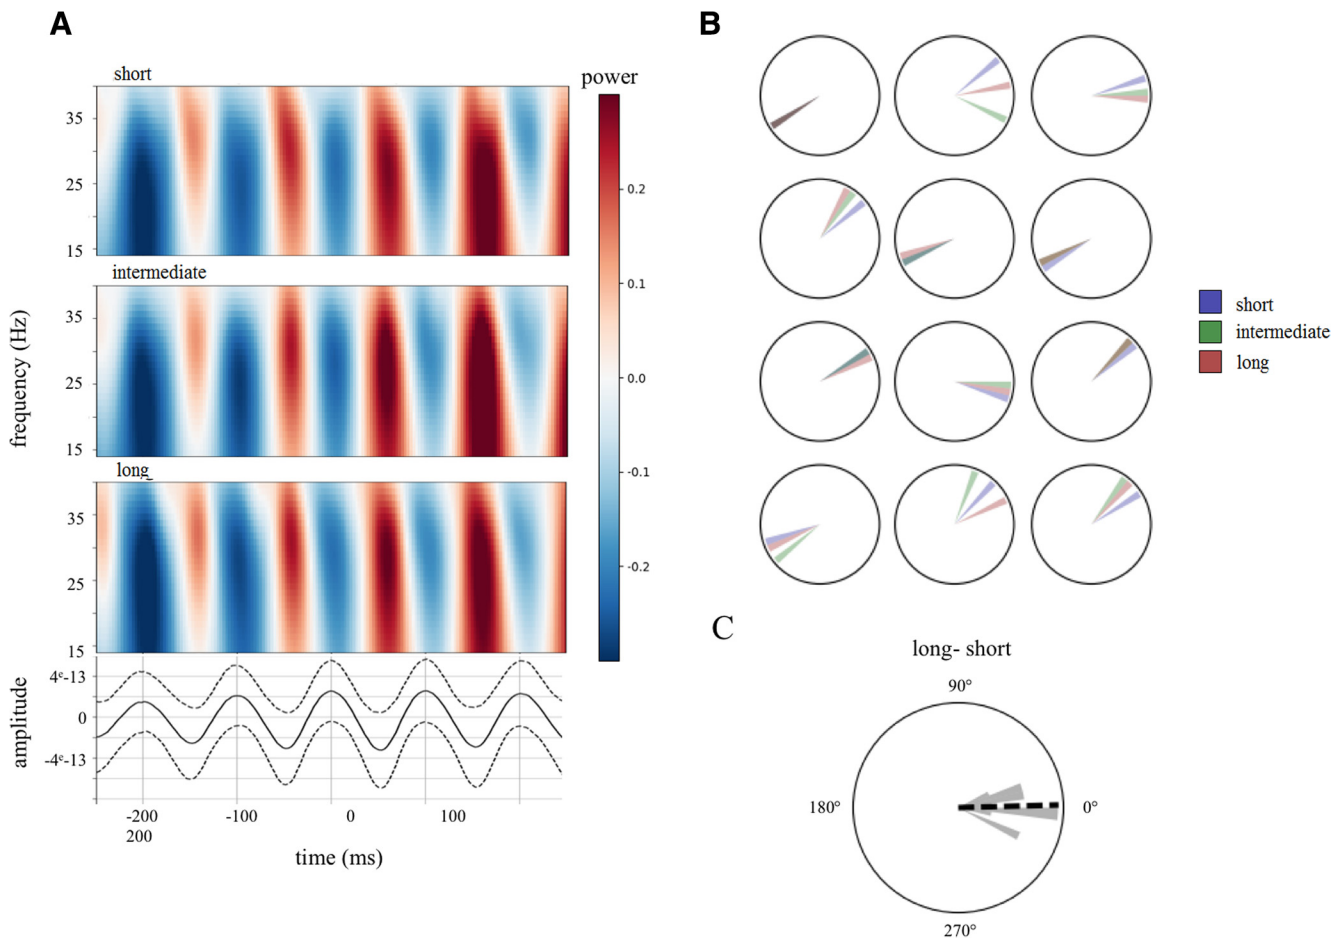 A
short
power
35
25
15
0.2
0.1
0.0
-0.1
-0.2
intermediate
35
25
15
frequency (Hz)
long
35
25
15
4e-13
0
-4e-13
amplitude
-200 -100 0 100
200
time (ms)
B
short
intermediate
long
C
long- short
90°
180°
0°
270°